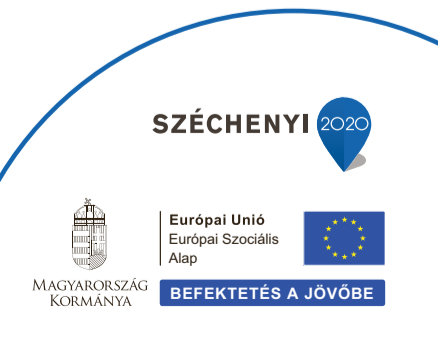 SZÉCHENYI 2020
Európai Unió
Európai Szociális
Alap
MAGYARORSZÁG
KORMÁNYA
BEFEKTETÉS A JÖVŐBE